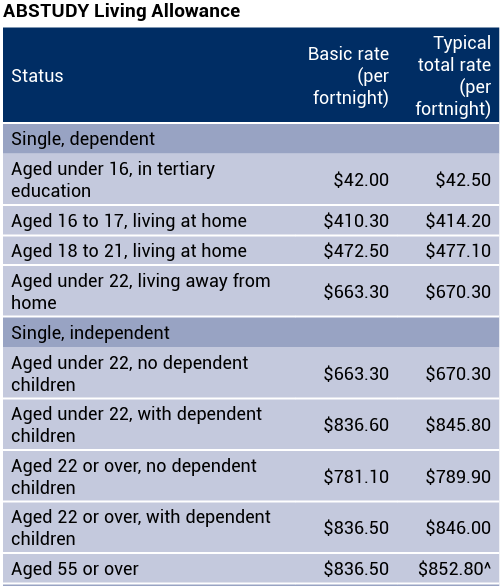 ABSTUDY Living Allowance
Status Basic rate (per fortnight) Typical total rate (per fortnight)
Single, dependent
Aged under 16, in tertiary education $42.00 $42.50
Aged 16 to 17, living at home $410.30 $414.20
Aged 18 to 21, living at home $472.50 $477.10
Aged under 22, living away from home $663.30 $670.30
Single, independent
Aged under 22, no dependent children $663.30 $670.30
Aged under 22, with dependent children $836.60 $845.80
Aged 22 or over, no dependent children $781.10 $789.90
Aged 22 or over, with dependent children $836.50 $846.00
Aged 55 or over $836.50 $852.80^